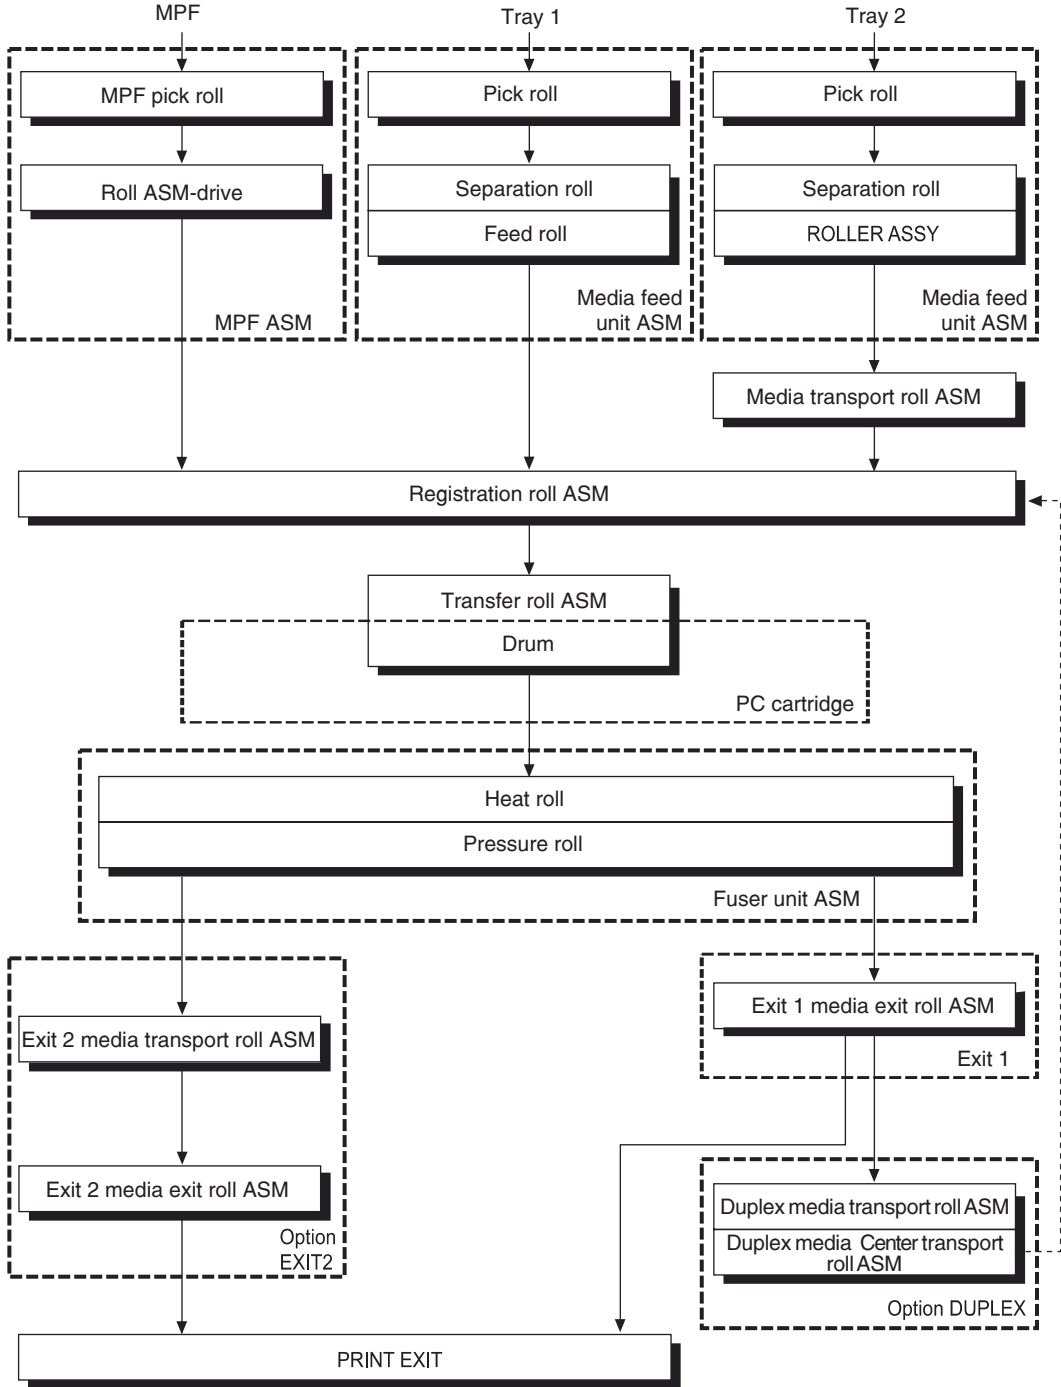 MPF
Tray 1
Tray 2
MPF pick roll
Pick roll
Pick roll
Roll ASM-drive
Separation roll
Feed roll
Separation roll
ROLLER ASSY
MPF ASM
Media feed
unit ASM
Media feed
unit ASM
Media transport roll ASM
Registration roll ASM
Transfer roll ASM
Drum
PC cartridge
Heat roll
Pressure roll
Fuser unit ASM
Exit 1 media exit roll ASM
Exit 1
Exit 2 media transport roll ASM
Exit 2 media exit roll ASM
Option
EXIT2
Duplex media transport roll ASM
Duplex media Center transport
roll ASM
Option DUPLEX
PRINT EXIT